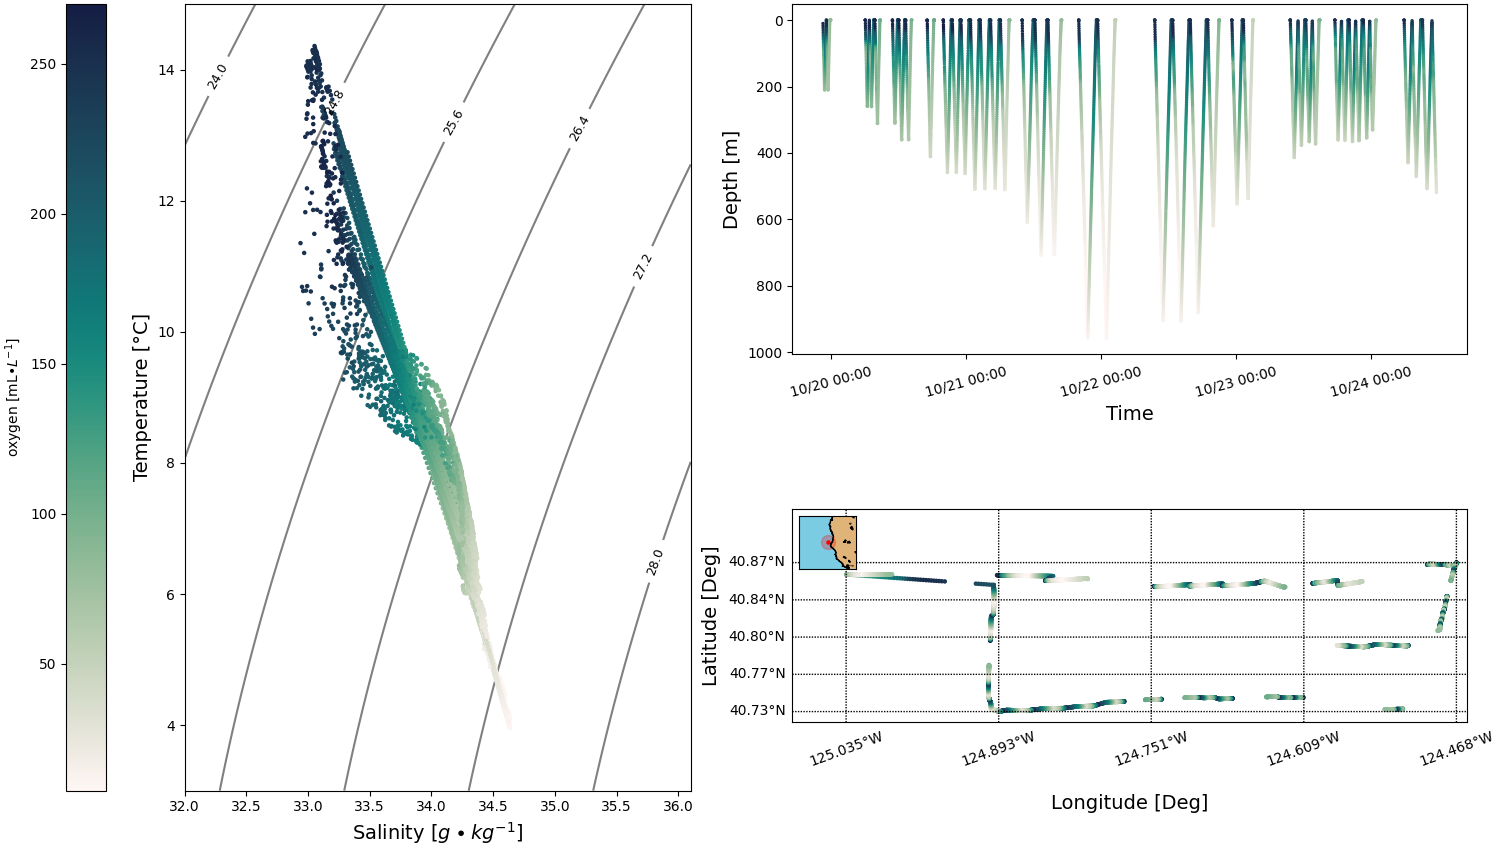 250
200
150
100
50
oxygen [mL•L⁻¹]
14
12
10
8
6
4
Temperature [°C]
24.0
24.8
25.6
26.4
27.2
28.0
32.0 32.5 33.0 33.5 34.0 34.5 35.0 35.5 36.0
Salinity [g • kg⁻¹]
0
200
400
600
800
1000
Depth [m]
10/20 00:00 10/21 00:00 10/22 00:00 10/23 00:00 10/24 00:00
Time
40.87°N
40.84°N
40.80°N
40.77°N
40.73°N
Latitude [Deg]
125.035°W 124.893°W 124.751°W 124.609°W 124.468°W
Longitude [Deg]